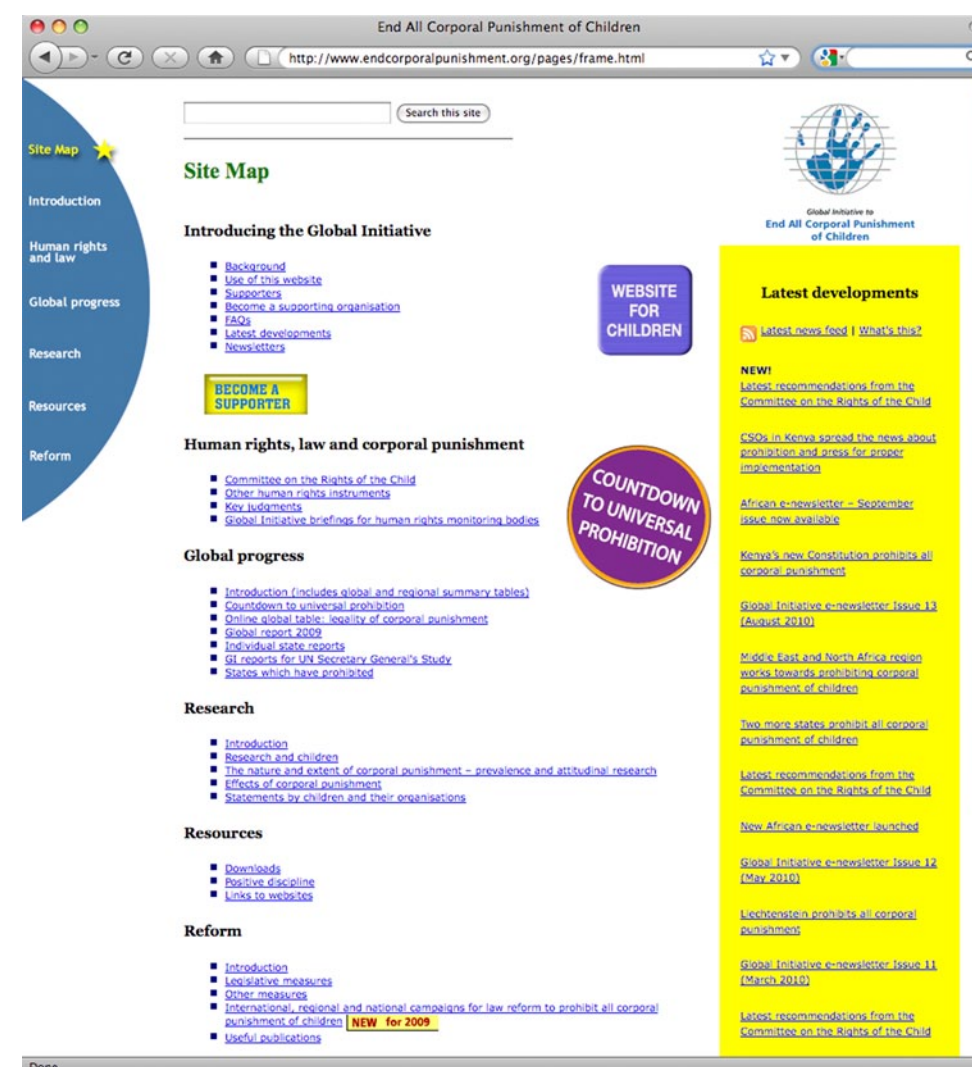 End All Corporal Punishment of Children
http://www.endcorporalpunishment.org/pages/frame.html
Search this site
Site Map
Introduction
Human rights
and law
Global progress
Research
Resources
Reform
Site Map
Introducing the Global Initiative
Background
Use of this website
Supporters
Become a supporting organisation
FAQs
Latest developments
Newsletters
WEBSITE
FOR
CHILDREN
BECOME A
SUPPORTER
Human rights, law and corporal punishment
Committee on the Rights of the Child
Other human rights instruments
Key judgments
Global Initiative briefings for human rights monitoring bodies
COUNTDOWN
TO UNIVERSAL
PROHIBITION
Global progress
Introduction (includes global and regional summary tables)
Countdown to universal prohibition
Online global table: legality of corporal punishment
Global report 2009
Individual state reports
GI reports for UN Secretary General's Study
States which have prohibited
Research
Introduction
Research and children
The nature and extent of corporal punishment – prevalence and attitudinal research
Effects of corporal punishment
Statements by children and their organisations
Resources
Downloads
Positive discipline
Links to websites
Reform
Introduction
Legislative measures
Other measures
International, regional and national campaigns for law reform to prohibit all corporal
punishment of children NEW for 2009
Useful publications
Global Initiative to
End All Corporal Punishment
of Children
Latest developments
Latest news feed | What's this?
NEW!
Latest recommendations from the
Committee on the Rights of the Child
CSOs in Kenya spread the news about
prohibition and press for proper
implementation
African e-newsletter – September
issue now available
Kenya's new Constitution prohibits all
corporal punishment
Global Initiative e-newsletter Issue 13
(August 2010)
Middle East and North Africa region
works towards prohibiting corporal
punishment of children
Two more states prohibit all corporal
punishment of children
Latest recommendations from the
Committee on the Rights of the Child
New African e-newsletter launched
Global Initiative e-newsletter Issue 12
(May 2010)
Liechtenstein prohibits all corporal
punishment
Global Initiative e-newsletter Issue 11
(March 2010)
Latest recommendations from the
Committee on the Rights of the Child